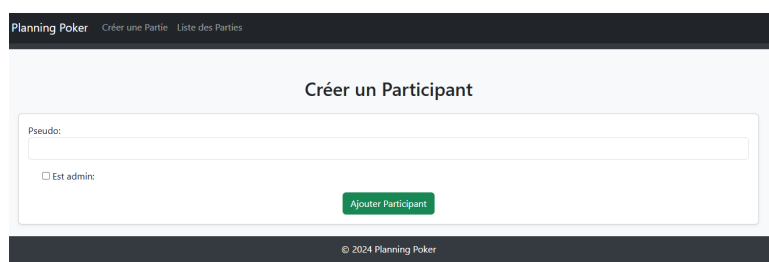 Planning Poker Créer une Partie Liste des Parties
Créer un Participant
Pseudo:
Est admin:
Ajouter Participant
© 2024 Planning Poker